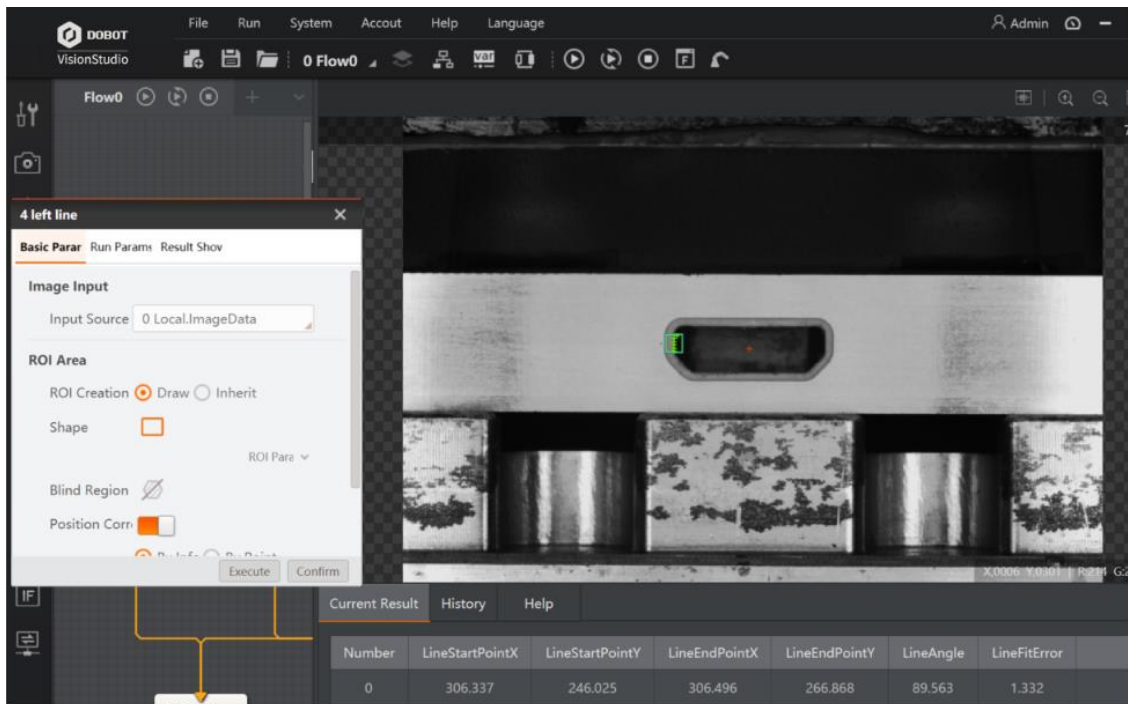 File Run System Accout Help Language Admin
DOBOT
VisionStudio
0 Flow0 var F
Flow0
4 left line
Basic Parar Run Params Result Shov
Image Input
Input Source 0 Local.ImageData
ROI Area
ROI Creation Draw Inherit
Shape
ROI Para
Blind Region
Position Corr
Execute Confirm
IF
Current Result History Help
Number LineStartPointX LineStartPointY LineEndPointX LineEndPointY LineAngle LineFitError
0 306.337 246.025 306.496 266.868 89.563 1.332